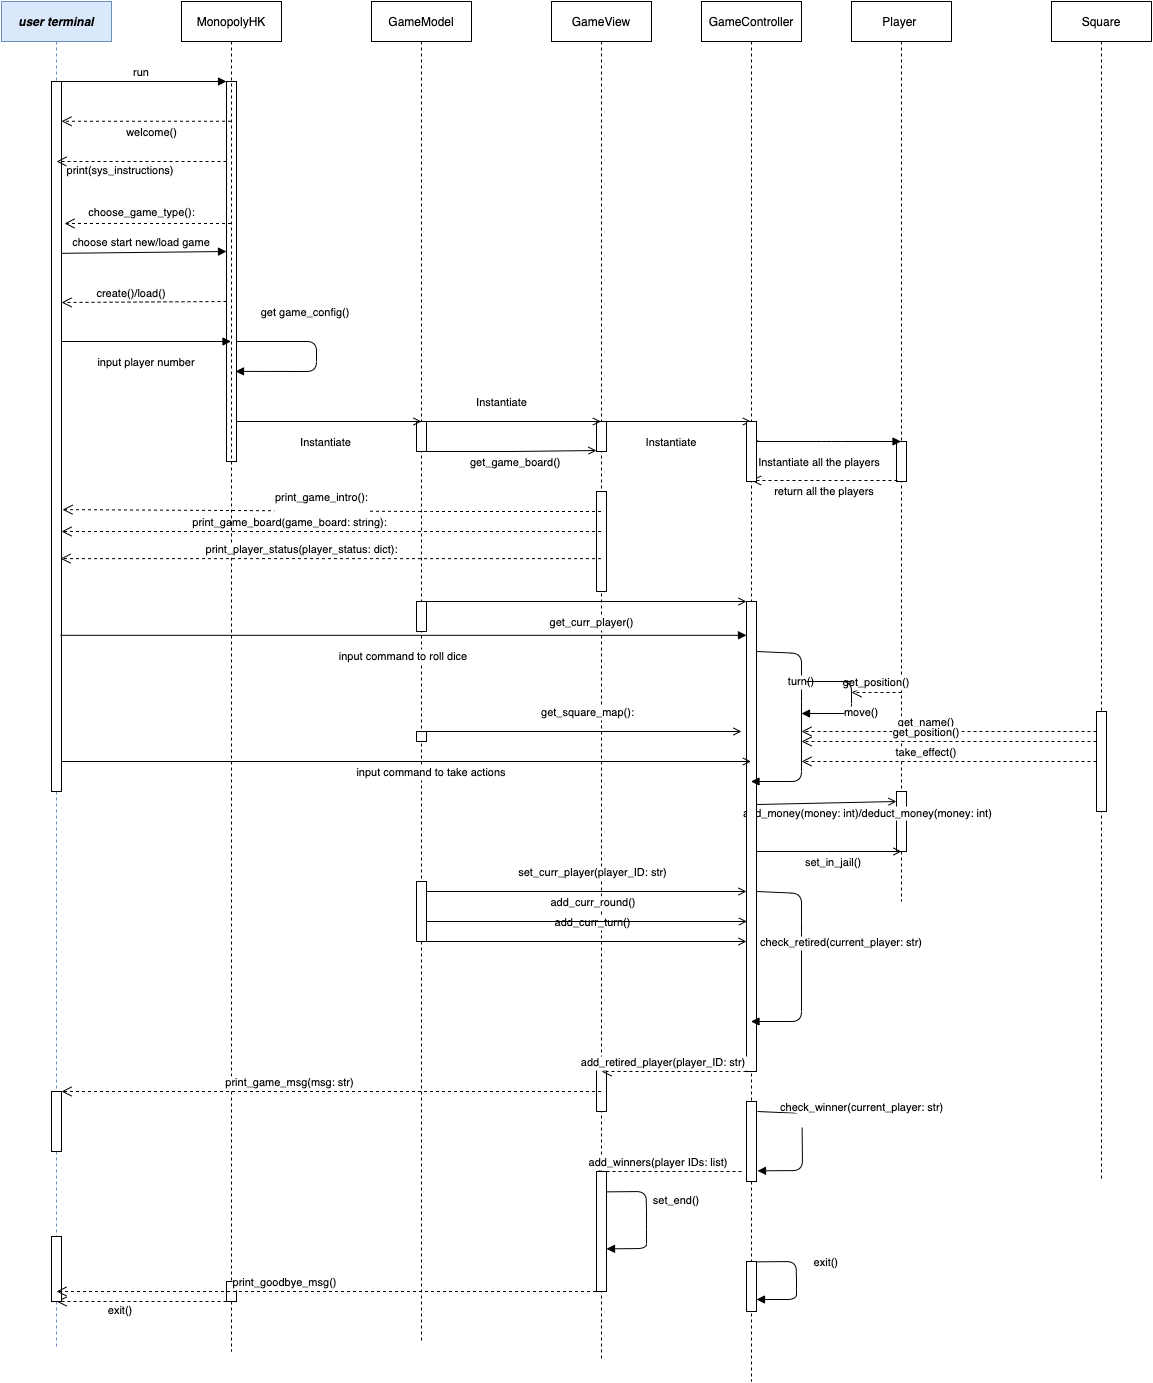 user terminal
MonopolyHK
GameModel
GameView
GameController
Player
Square
run
welcome()
print(sys_instructions)
choose_game_type():
choose start new/load game
create()/load()
get game_config()
input player number
Instantiate
Instantiate
Instantiate
get_game_board()
Instantiate all the players
return all the players
print_game_intro():
print_game_board(game_board: string):
print_player_status(player_status: dict):
get_curr_player()
input command to roll dice
turn()
get_position()
move()
get_square_map():
get_name()
get_position()
take_effect()
input command to take actions
add_money(money: int)/deduct_money(money: int)
set_in_jail()
set_curr_player(player_ID: str)
add_curr_round()
add_curr_turn()
check_retired(current_player: str)
add_retired_player(player_ID: str)
print_game_msg(msg: str)
check_winner(current_player: str)
add_winners(player IDs: list)
set_end()
exit()
print_goodbye_msg()
exit()